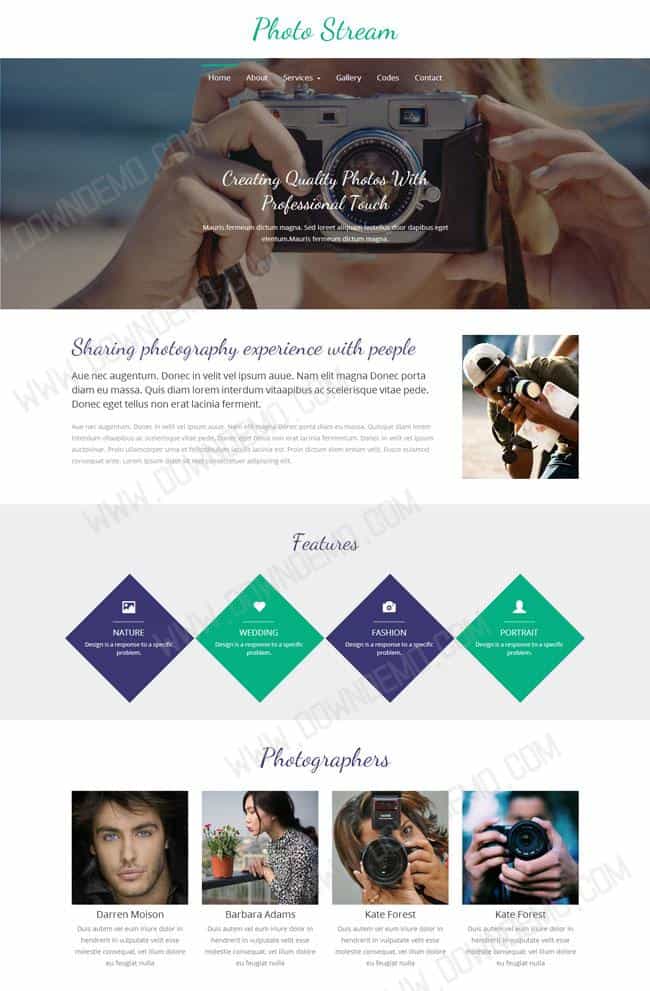 Photo Stream
Home About Services Gallery Codes Contact
Creating Quality Photos With
Professional Touch
Mauris fermeum dictum magna. Sed loreet aliquam leotellus door dapibus eget
elentum.Mauris fermeum dictum magna.
Sharing photography experience with people
Aue nec augentum. Donec in velit vel ipsum auue. Nam elit magna Donec porta
diam eu massa. Quis diam lorem interdum vitaapibus ac scelerisque vitae pede.
Donec eget tellus non erat lacinia ferment.
Aue nec augentum. Donec in velit vel ipsum auue. Nam elit magna Donec porta diam eu massa. Quisque diam lorem
interdum vitaapibus ac scelerisque vitae pede. Donec eget tellus non erat lacinia fermentum. Donec in velit vel ipsum
auctpvinar. Proin ullamcorper urna et felisbulum iaculis lacinia est. Proin dictum elem entum velit. Fusce euismod
consequat ante. Lorem ipsum dolor sit met consectetuer adipiscing elit.
Features
NATURE
Design is a response to a specific
problem.
WEDDING
Design is a response to a specific
problem.
FASHION
Design is a response to a specific
problem.
PORTRAIT
Design is a response to a specific
problem.
Photographers
Darren Moison
Duis autem vel eum iriure dolor in
hendrerit in vulputate velit esse
molestie consequat, vel illum dolore
eu feugiat nulla
Barbara Adams
Duis autem vel eum iriure dolor in
hendrerit in vulputate velit esse
molestie consequat, vel illum dolore
eu feugiat nulla
Kate Forest
Duis autem vel eum iriure dolor in
hendrerit in vulputate velit esse
molestie consequat, vel illum dolore
eu feugiat nulla
Kate Forest
Duis autem vel eum iriure dolor in
hendrerit in vulputate velit esse
molestie consequat, vel illum dolore
eu feugiat nulla
WWW.DOWNDEMO.COM